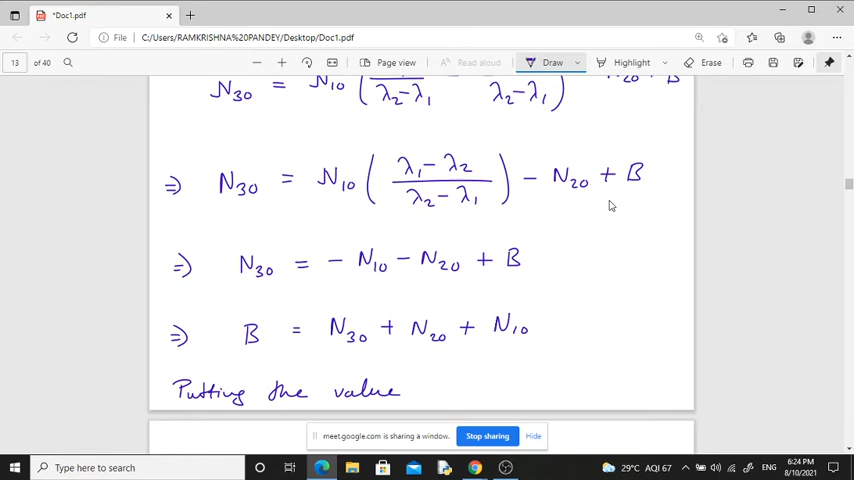 *Doc1.pdf
File C:/Users/RAMKRISHNA%20PANDEY/Desktop/Doc1.pdf
13 of 40 Page view Read aloud Draw Highlight Erase
N₃₀ = N₁₀ ( λ₂-λ₁ λ₂-λ₁ ) N₂₀ + B
⇒ N₃₀ = N₁₀ ( (λ₁ - λ₂)/(λ₂ - λ₁) ) - N₂₀ + B
⇒ N₃₀ = - N₁₀ - N₂₀ + B
⇒ B = N₃₀ + N₂₀ + N₁₀
Putting the value
meet.google.com is sharing a window. Stop sharing Hide
Type here to search
29°C AQI 67
ENG
6:24 PM
8/10/2021